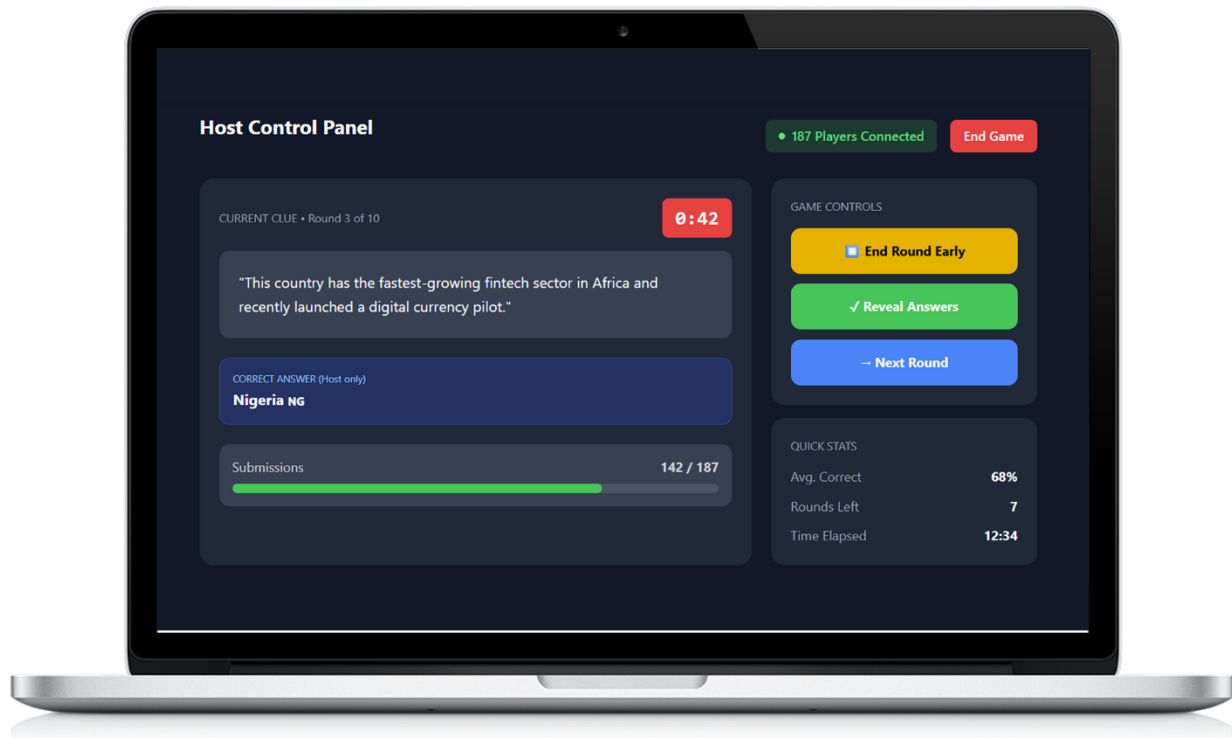 Host Control Panel
● 187 Players Connected
End Game
CURRENT CLUE • Round 3 of 10
0:42
"This country has the fastest-growing fintech sector in Africa and
recently launched a digital currency pilot."
CORRECT ANSWER (Host only)
Nigeria NG
Submissions
142 / 187
GAME CONTROLS
⏹ End Round Early
✓ Reveal Answers
→ Next Round
QUICK STATS
Avg. Correct 68%
Rounds Left 7
Time Elapsed 12:34